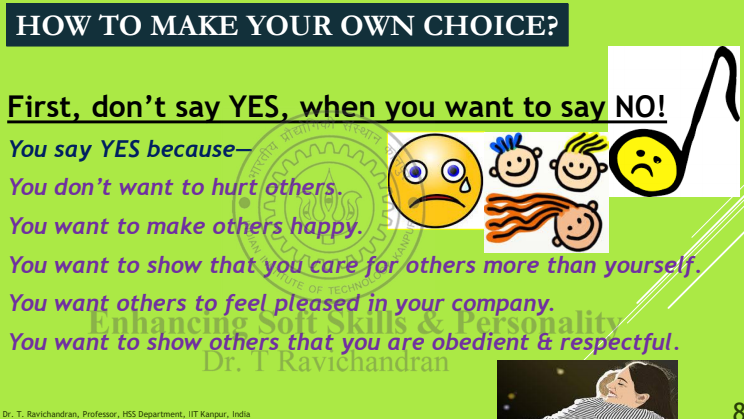 HOW TO MAKE YOUR OWN CHOICE?
First, don't say YES, when you want to say NO!
You say YES because—
You don't want to hurt others.
You want to make others happy.
You want to show that you care for others more than yourself.
You want others to feel pleased in your company.
Enhancing Soft Skills & Personality
You want to show others that you are obedient & respectful.
Dr. T Ravichandran
Dr. T. Ravichandran, Professor, HSS Department, IIT Kanpur, India
8